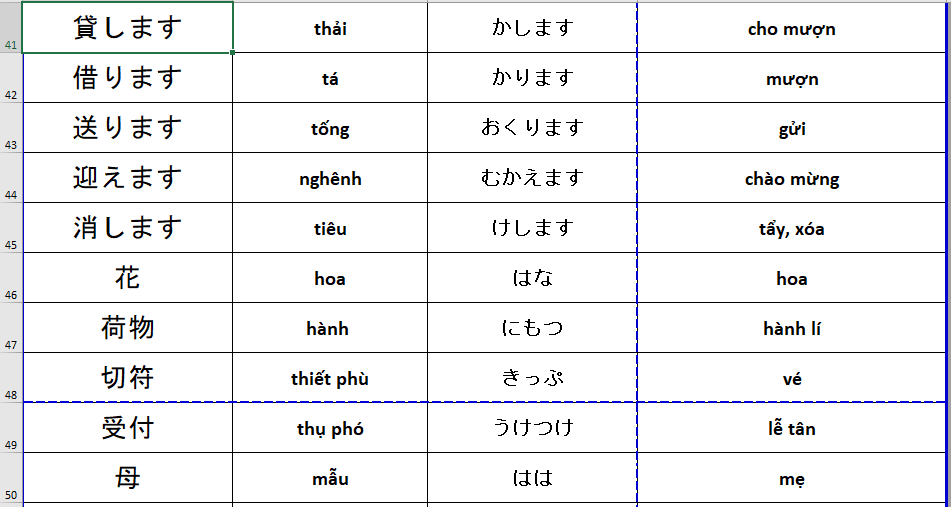 41 貸します thải かします cho mượn
42 借ります tá かります mượn
43 送ります tống おくります gửi
44 迎えます nghênh むかえます chào mừng
45 消します tiêu けします tẩy, xóa
46 花 hoa はな hoa
47 荷物 hành にもつ hành lí
48 切符 thiết phù きっぷ vé
49 受付 thụ phó うけつけ lễ tân
50 母 mẫu はは mẹ